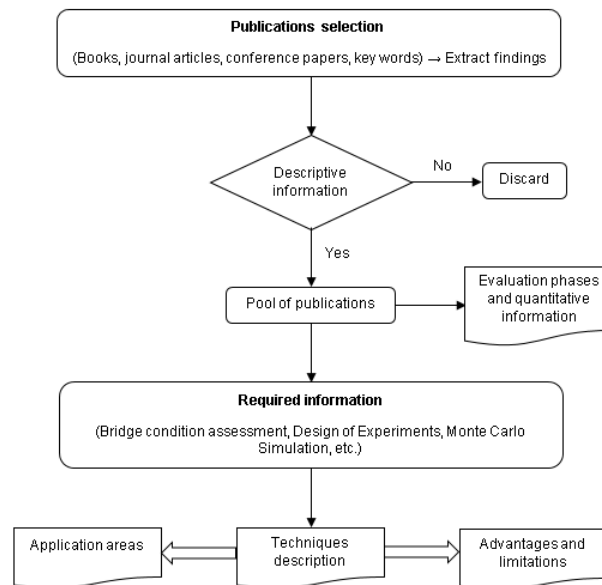 Publications selection
(Books, journal articles, conference papers, key words) → Extract findings
Descriptive
information
No
Discard
Yes
Pool of publications
Evaluation phases
and quantitative
information
Required information
(Bridge condition assessment, Design of Experiments, Monte Carlo
Simulation, etc.)
Application areas
Techniques
description
Advantages and
limitations